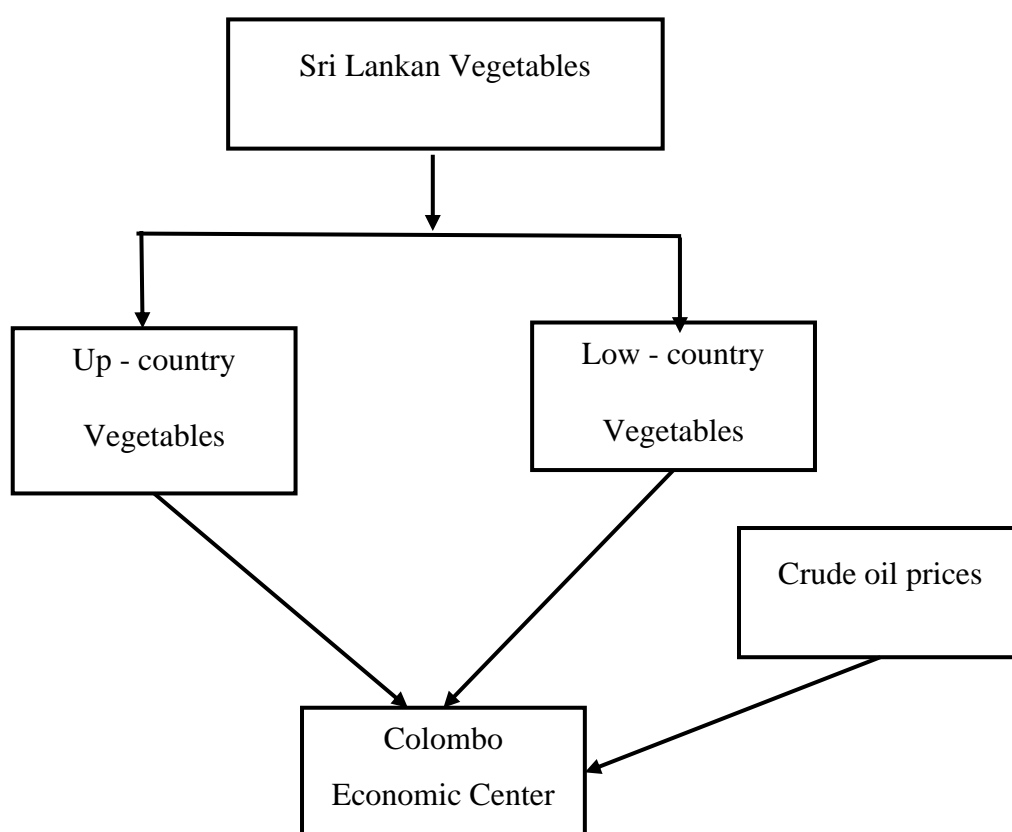 Sri Lankan Vegetables
Up - country
Vegetables
Low - country
Vegetables
Crude oil prices
Colombo
Economic Center